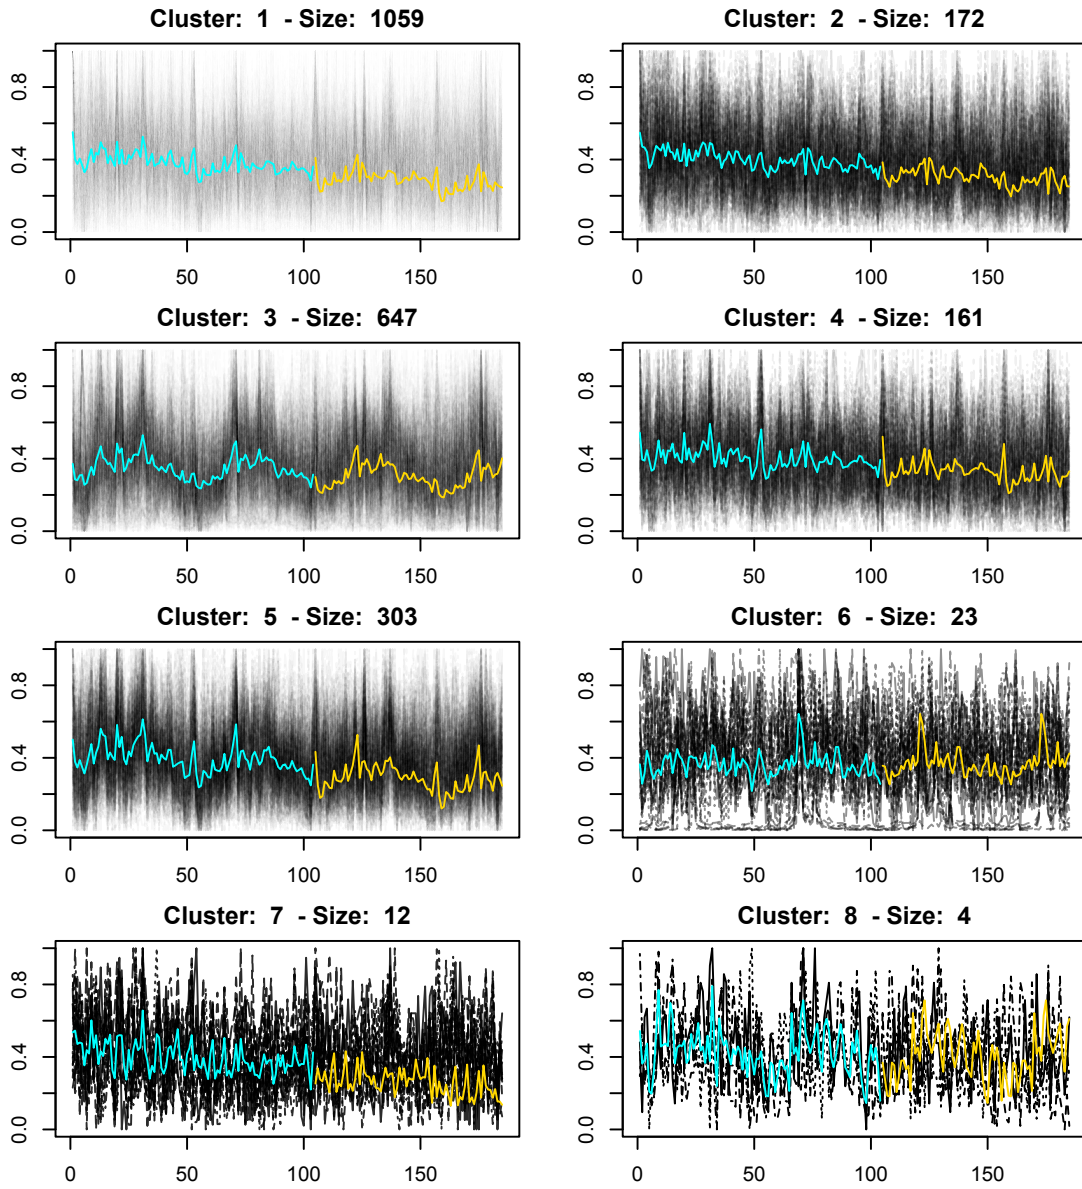 Cluster:  1  - Size:  1059
0.0 0.4 0.8
0 50 100 150
Cluster:  2  - Size:  172
0.0 0.4 0.8
0 50 100 150
Cluster:  3  - Size:  647
0.0 0.4 0.8
0 50 100 150
Cluster:  4  - Size:  161
0.0 0.4 0.8
0 50 100 150
Cluster:  5  - Size:  303
0.0 0.4 0.8
0 50 100 150
Cluster:  6  - Size:  23
0.0 0.4 0.8
0 50 100 150
Cluster:  7  - Size:  12
0.0 0.4 0.8
0 50 100 150
Cluster:  8  - Size:  4
0.0 0.4 0.8
0 50 100 150